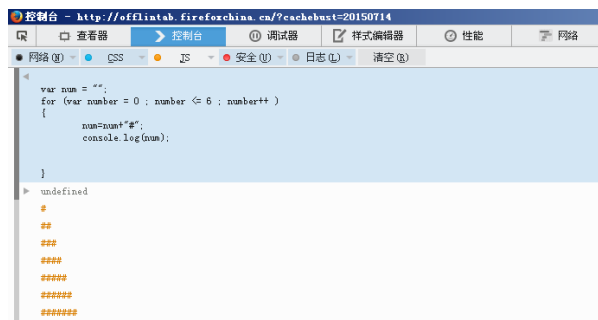 控制台 - http://offlintab.firefoxchina.cn/?cachebust=20150714
查看器 控制台 调试器 样式编辑器 性能 网络
网络(N) CSS JS 安全(U) 日志(L) 清空(R)
var num = "";
for (var number = 0 ; number <= 6 ; number++ )
{
num=num+"#";
console.log(num);
}
undefined
#
##
###
####
#####
######
#######